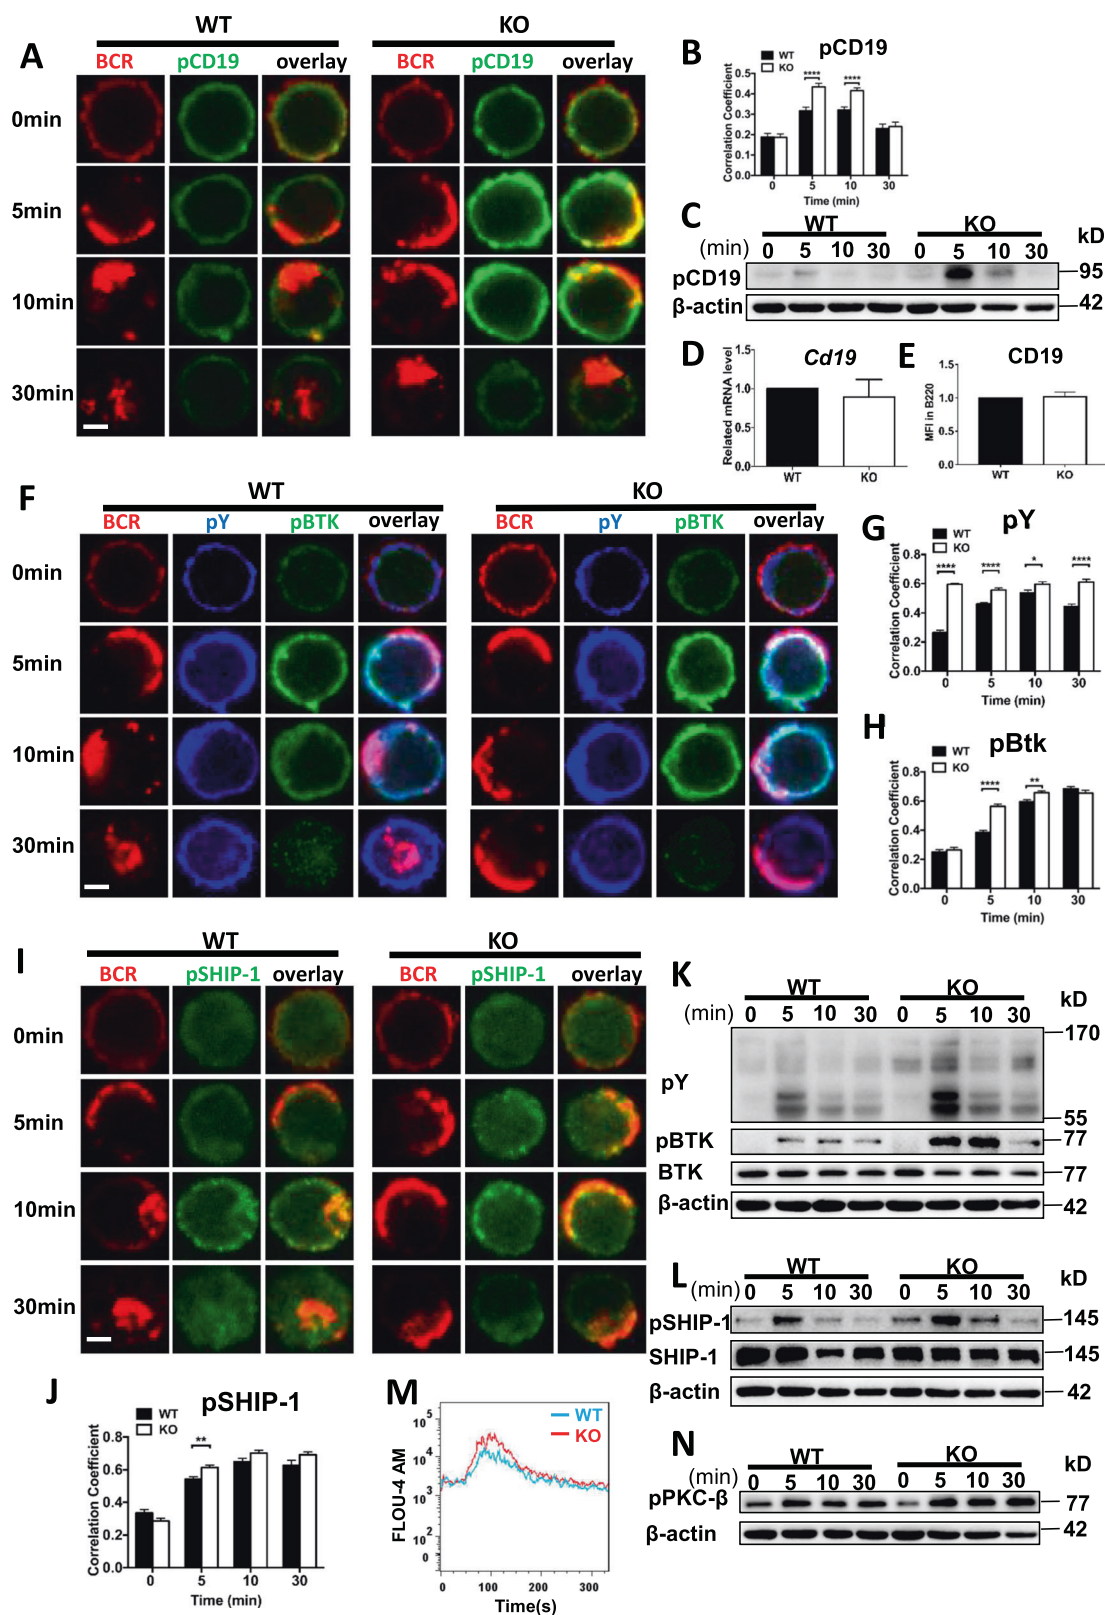 A
WT
KO
BCR pCD19 overlay BCR pCD19 overlay
0min
5min
10min
30min
B
pCD19
WT
KO
Correlation Coefficient
0.5
0.4
0.3
0.2
0.1
0.0
**** ****
0 5 10 30
Time (min)
C
WT KO
kD
(min) 0 5 10 30 0 5 10 30
pCD19 95
β-actin 42
D
Cd19
Related mRNA level
1.5
1.0
0.5
0.0
WT KO
E
CD19
MFI in B220
1.5
1.0
0.5
0.0
WT KO
F
WT
KO
BCR pY pBTK overlay BCR pY pBTK overlay
0min
5min
10min
30min
G
pY
WT
KO
Correlation Coefficient
0.8
0.6
0.4
0.2
0.0
**** **** * ****
0 5 10 30
Time (min)
H
pBtk
WT
KO
Correlation Coefficient
0.8
0.6
0.4
0.2
0.0
**** **
0 5 10 30
Time (min)
I
WT
KO
BCR pSHIP-1 overlay BCR pSHIP-1 overlay
0min
5min
10min
30min
J
pSHIP-1
WT
KO
Correlation Coefficient
0.8
0.6
0.4
0.2
0.0
**
0 5 10 30
Time (min)
K
WT KO
kD
(min) 0 5 10 30 0 5 10 30
170
pY
55
pBTK 77
BTK 77
β-actin 42
L
WT KO
kD
(min) 0 5 10 30 0 5 10 30
pSHIP-1 145
SHIP-1 145
β-actin 42
M
WT
KO
FLOU-4 AM
10^5
10^4
10^3
10^2
0
0 100 200 300
Time(s)
N
WT KO
kD
(min) 0 5 10 30 0 5 10 30
pPKC-β 77
β-actin 42